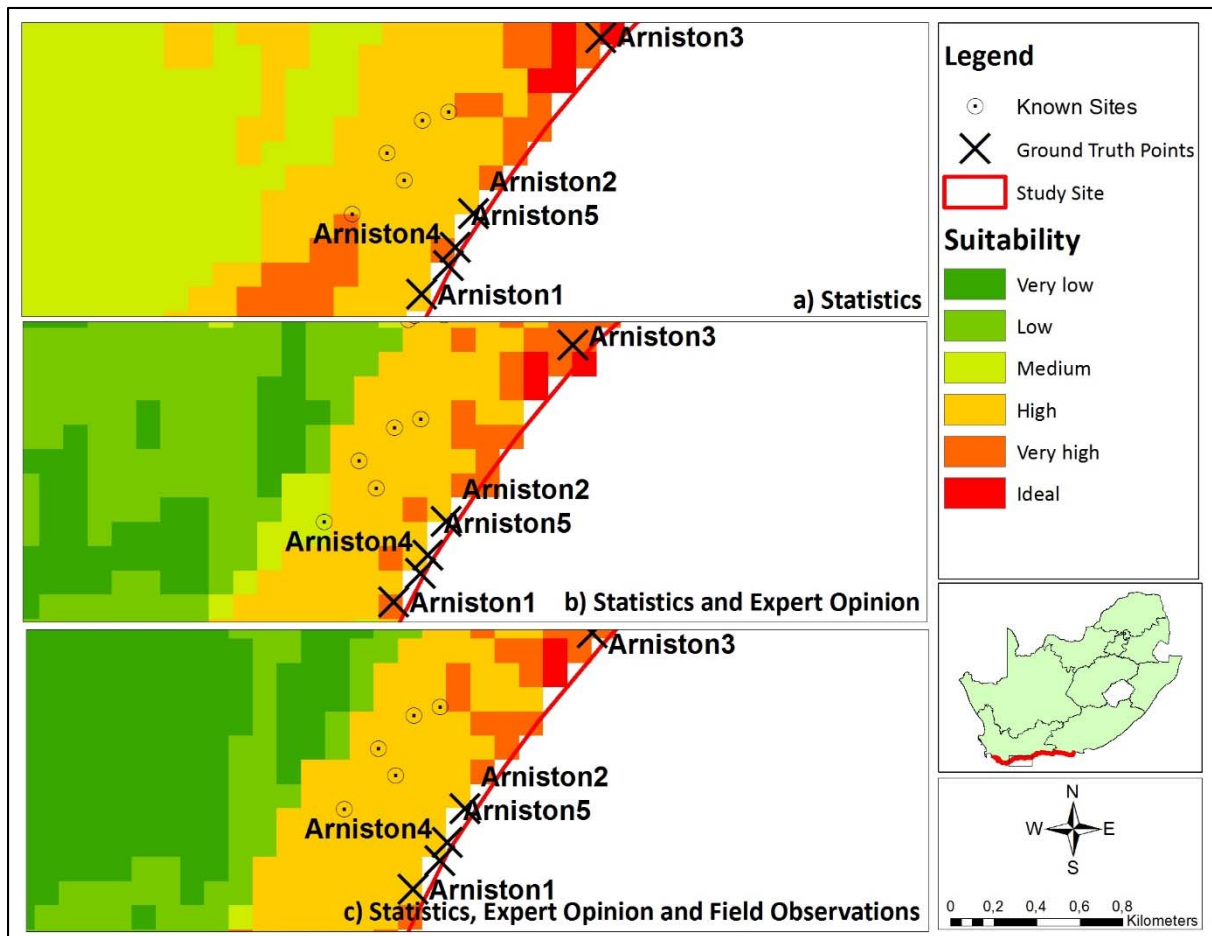 Arniston3
Arniston2
Arniston5
Arniston4
Arniston1
a) Statistics
Arniston3
Arniston2
Arniston5
Arniston4
Arniston1
b) Statistics and Expert Opinion
Arniston3
Arniston2
Arniston5
Arniston4
Arniston1
c) Statistics, Expert Opinion and Field Observations
Legend
Known Sites
Ground Truth Points
Study Site
Suitability
Very low
Low
Medium
High
Very high
Ideal
N
W E
S
0 0,2 0,4 0,6 0,8
Kilometers